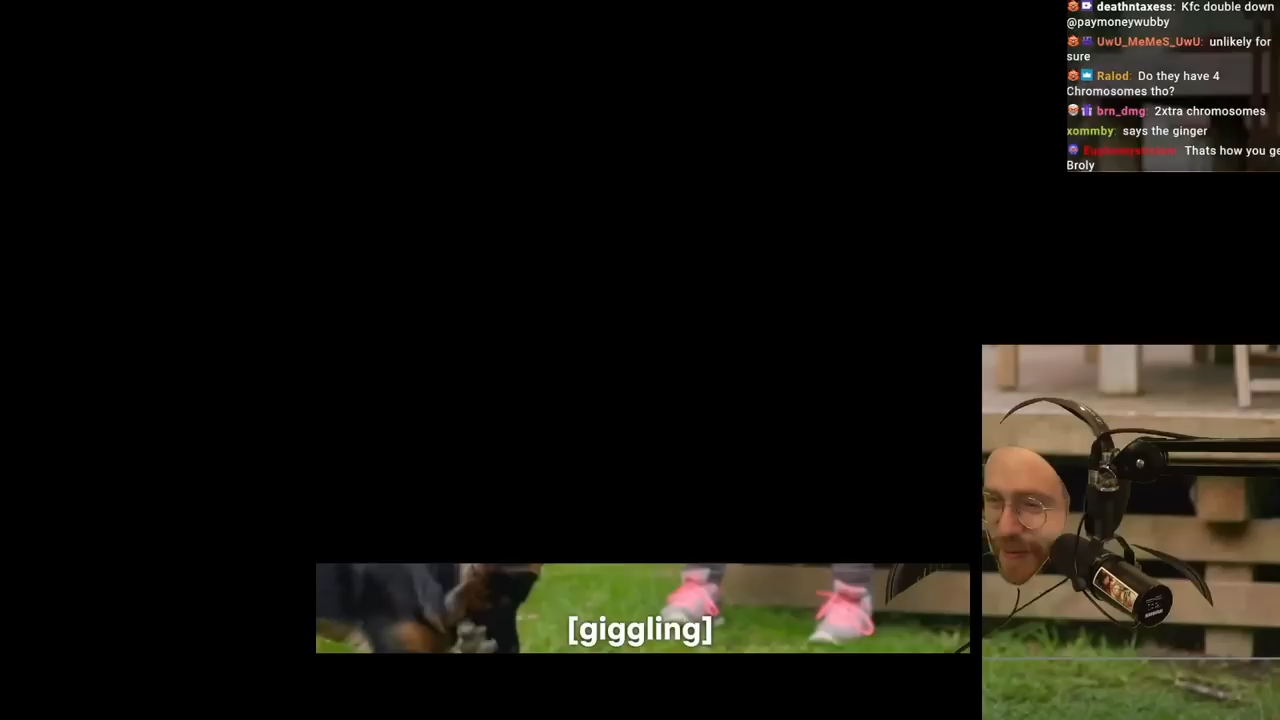 deathntaxess: Kfc double down
@paymoneywubby
UwU_MeMeS_UwU: unlikely for
sure
Ralod: Do they have 4
Chromosomes tho?
brn_dmg: 2xtra chromosomes
xommby: says the ginger
Thats how you ge
Broly
[giggling]